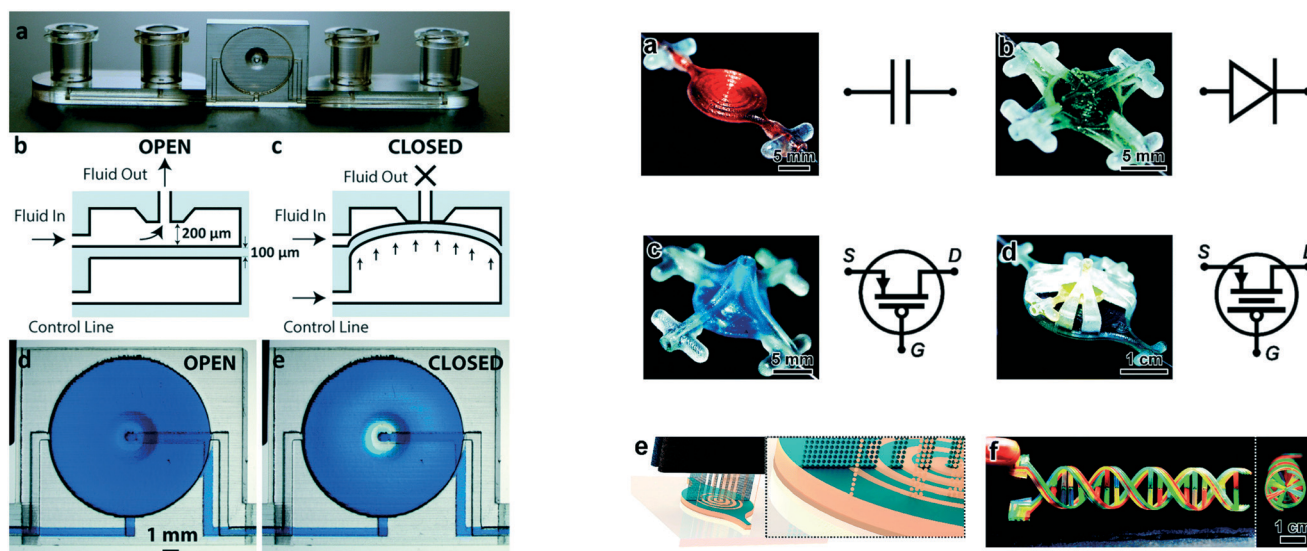 a
b
OPEN
c
CLOSED
Fluid Out
Fluid Out
Fluid In
Fluid In
200 µm
100 µm
Control Line
Control Line
d
OPEN
e
CLOSED
1 mm
a
5 mm
b
5 mm
c
5 mm
S
D
G
d
1 cm
S
D
G
e
f
1 cm